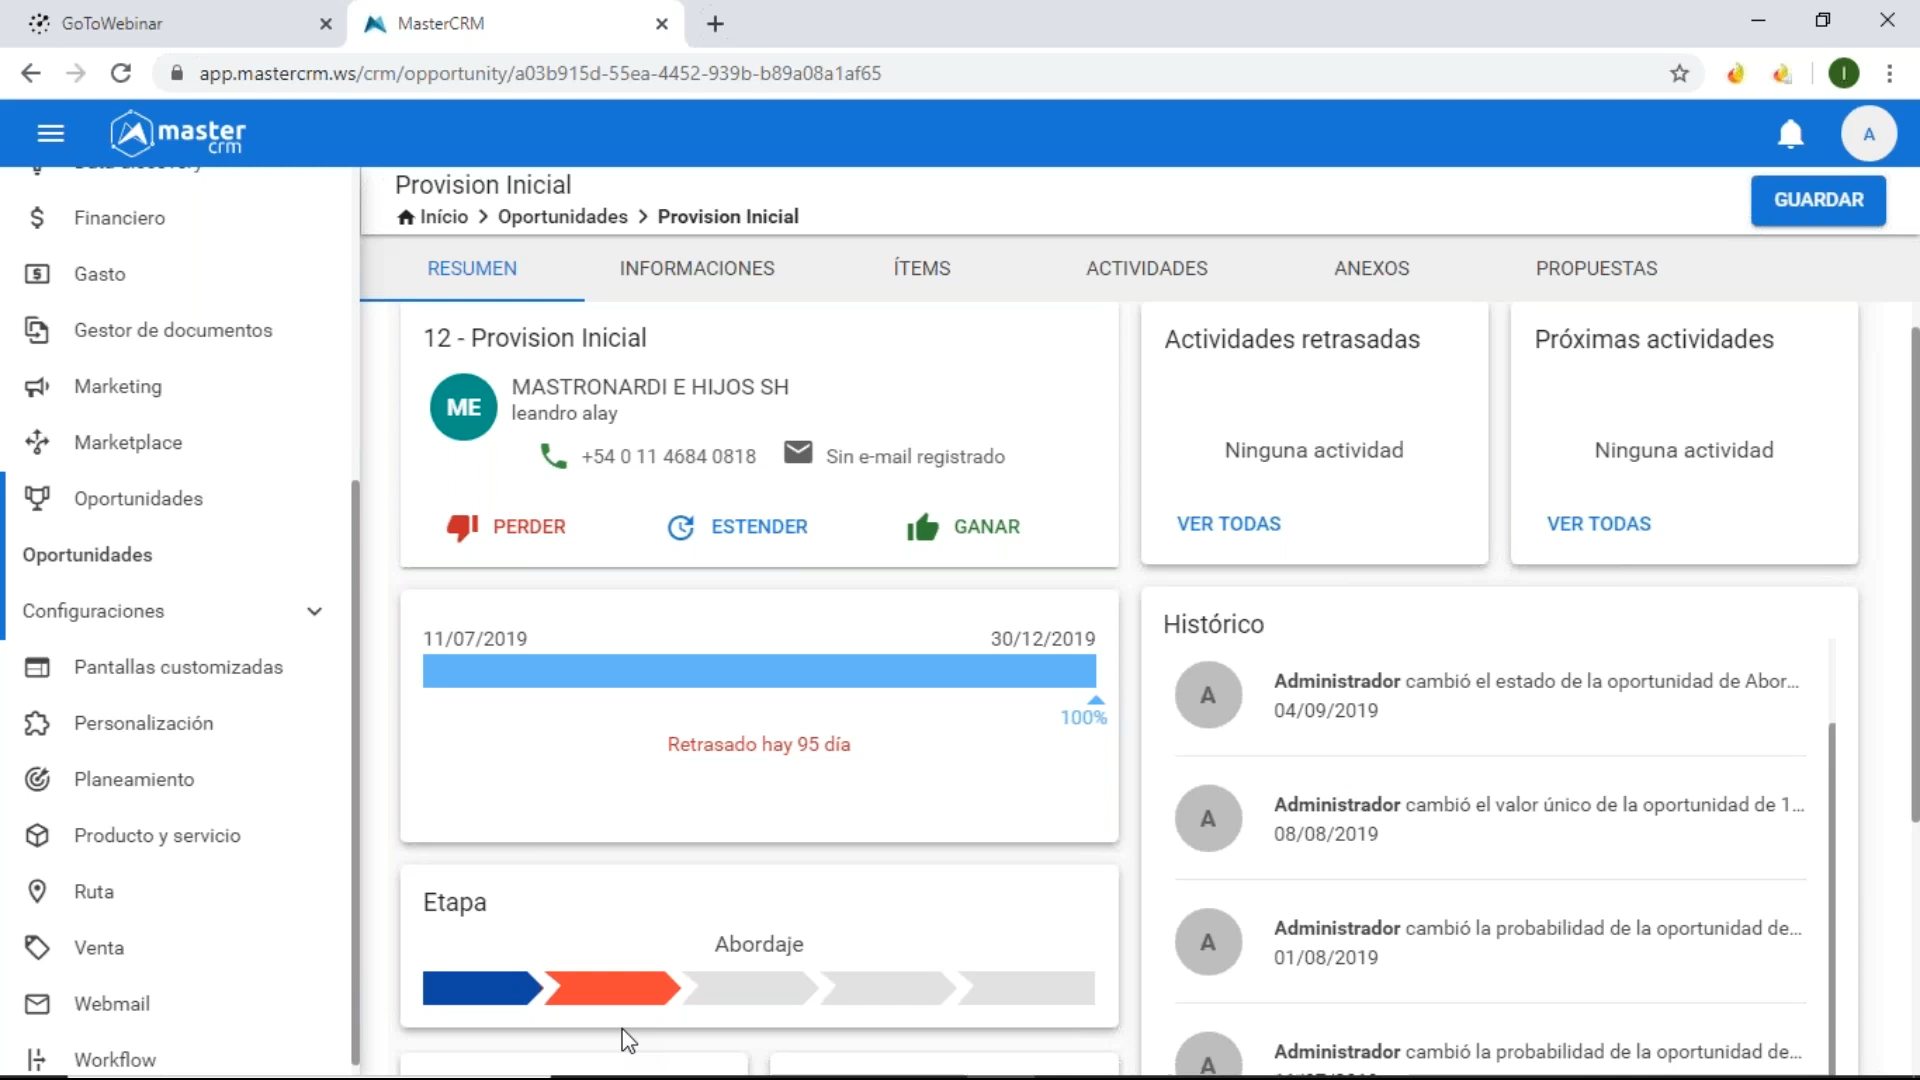 GoToWebinar
MasterCRM
app.mastercrm.ws/crm/opportunity/a03b915d-55ea-4452-939b-b89a08a1af65
I
master
crm
A
Financiero
Gasto
Gestor de documentos
Marketing
Marketplace
Oportunidades
Oportunidades
Configuraciones
Pantallas customizadas
Personalización
Planeamiento
Producto y servicio
Ruta
Venta
Webmail
Workflow
Provision Inicial
Início > Oportunidades > Provision Inicial
GUARDAR
RESUMEN
INFORMACIONES
ÍTEMS
ACTIVIDADES
ANEXOS
PROPUESTAS
12 - Provision Inicial
ME
MASTRONARDI E HIJOS SH
leandro alay
+54 0 11 4684 0818
Sin e-mail registrado
PERDER
ESTENDER
GANAR
Actividades retrasadas
Ninguna actividad
VER TODAS
Próximas actividades
Ninguna actividad
VER TODAS
11/07/2019
30/12/2019
100%
Retrasado hay 95 día
Etapa
Abordaje
Histórico
A
Administrador cambió el estado de la oportunidad de Abor...
04/09/2019
A
Administrador cambió el valor único de la oportunidad de 1...
08/08/2019
A
Administrador cambió la probabilidad de la oportunidad de...
01/08/2019
A
Administrador cambió la probabilidad de la oportunidad de...